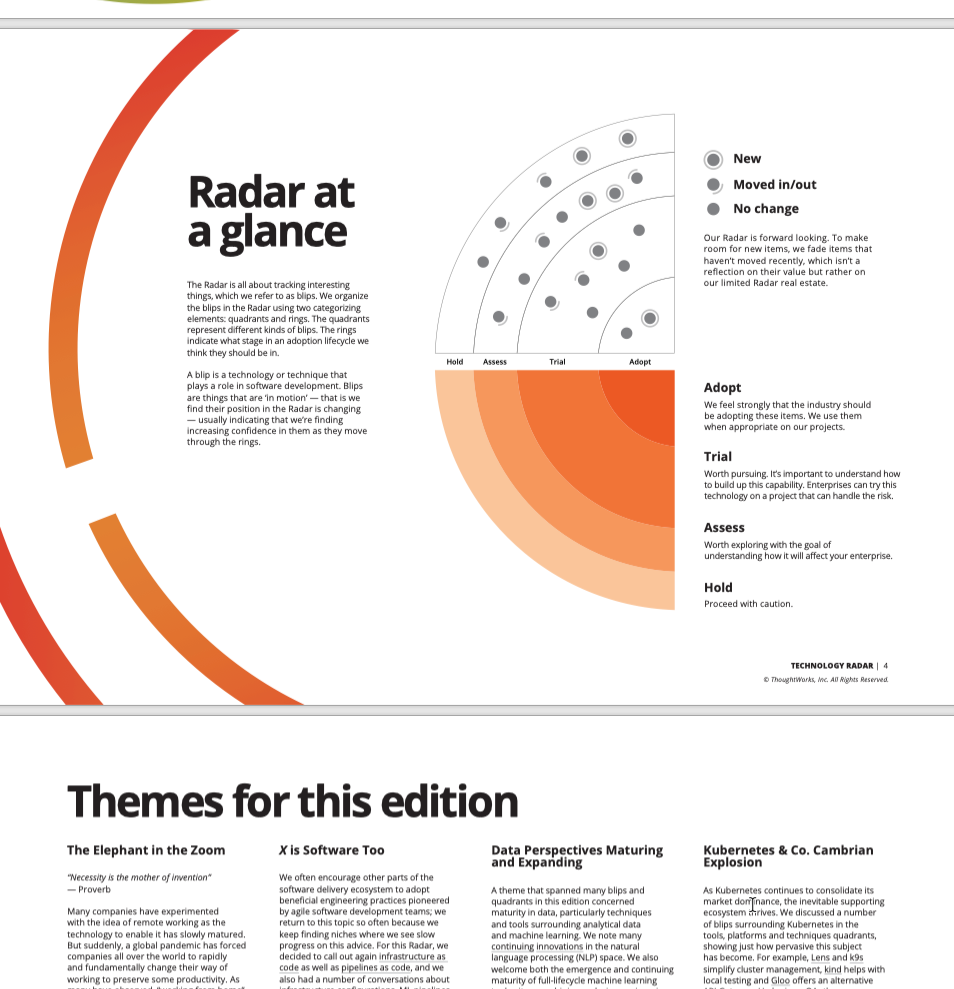 Radar at
a glance
The Radar is all about tracking interesting
things, which we refer to as blips. We organize
the blips in the Radar using two categorizing
elements: quadrants and rings. The quadrants
represent different kinds of blips. The rings
indicate what stage in an adoption lifecycle we
think they should be in.
A blip is a technology or technique that
plays a role in software development. Blips
are things that are ‘in motion’ — that is we
find their position in the Radar is changing
— usually indicating that we’re finding
increasing confidence in them as they move
through the rings.
Hold
Assess
Trial
Adopt
New
Moved in/out
No change
Our Radar is forward looking. To make
room for new items, we fade items that
haven’t moved recently, which isn’t a
reflection on their value but rather on
our limited Radar real estate.
Adopt
We feel strongly that the industry should
be adopting these items. We use them
when appropriate on our projects.
Trial
Worth pursuing. It’s important to understand how
to build up this capability. Enterprises can try this
technology on a project that can handle the risk.
Assess
Worth exploring with the goal of
understanding how it will affect your enterprise.
Hold
Proceed with caution.
TECHNOLOGY RADAR | 4
© ThoughtWorks, Inc. All Rights Reserved.
Themes for this edition
The Elephant in the Zoom
“Necessity is the mother of invention”
— Proverb
Many companies have experimented
with the idea of remote working as the
technology to enable it has slowly matured.
But suddenly, a global pandemic has forced
companies all over the world to rapidly
and fundamentally change their way of
working to preserve some productivity. As
X is Software Too
We often encourage other parts of the
software delivery ecosystem to adopt
beneficial engineering practices pioneered
by agile software development teams; we
return to this topic so often because we
keep finding niches where we see slow
progress on this advice. For this Radar, we
decided to call out again infrastructure as
code as well as pipelines as code, and we
also had a number of conversations about
Data Perspectives Maturing
and Expanding
A theme that spanned many blips and
quadrants in this edition concerned
maturity in data, particularly techniques
and tools surrounding analytical data
and machine learning. We note many
continuing innovations in the natural
language processing (NLP) space. We also
welcome both the emergence and continuing
maturity of full-lifecycle machine learning
Kubernetes & Co. Cambrian
Explosion
As Kubernetes continues to consolidate its
market dominance, the inevitable supporting
ecosystem thrives. We discussed a number
of blips surrounding Kubernetes in the
tools, platforms and techniques quadrants,
showing just how pervasive this subject
has become. For example, Lens and k9s
simplify cluster management, kind helps with
local testing and Gloo offers an alternative